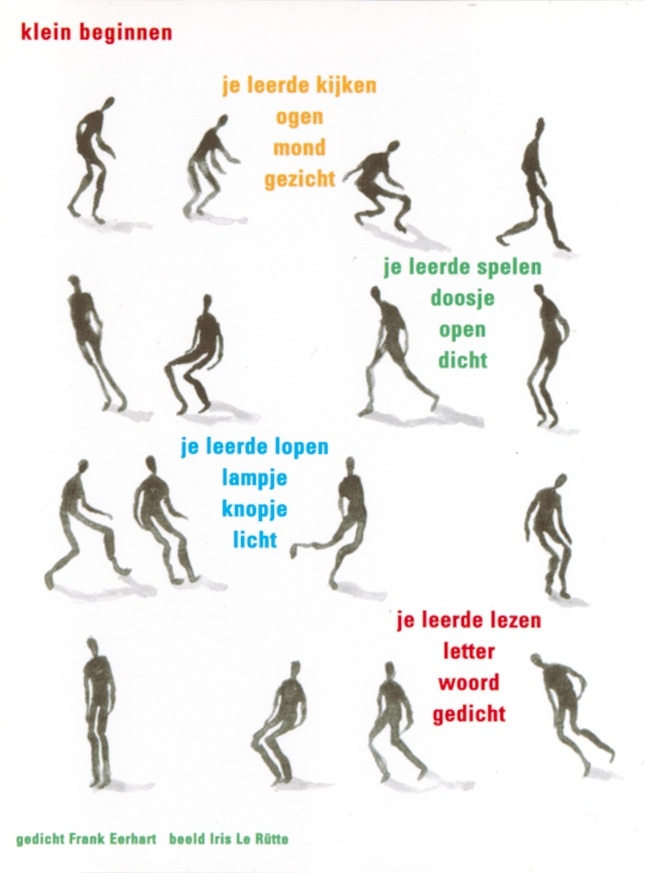 klein beginnen
je leerde kijken
ogen
mond
gezicht
je leerde spelen
doosje
open
dicht
je leerde lopen
lampje
knopje
licht
je leerde lezen
letter
woord
gedicht
gedicht Frank Eerhart beeld Iris Le Rütte